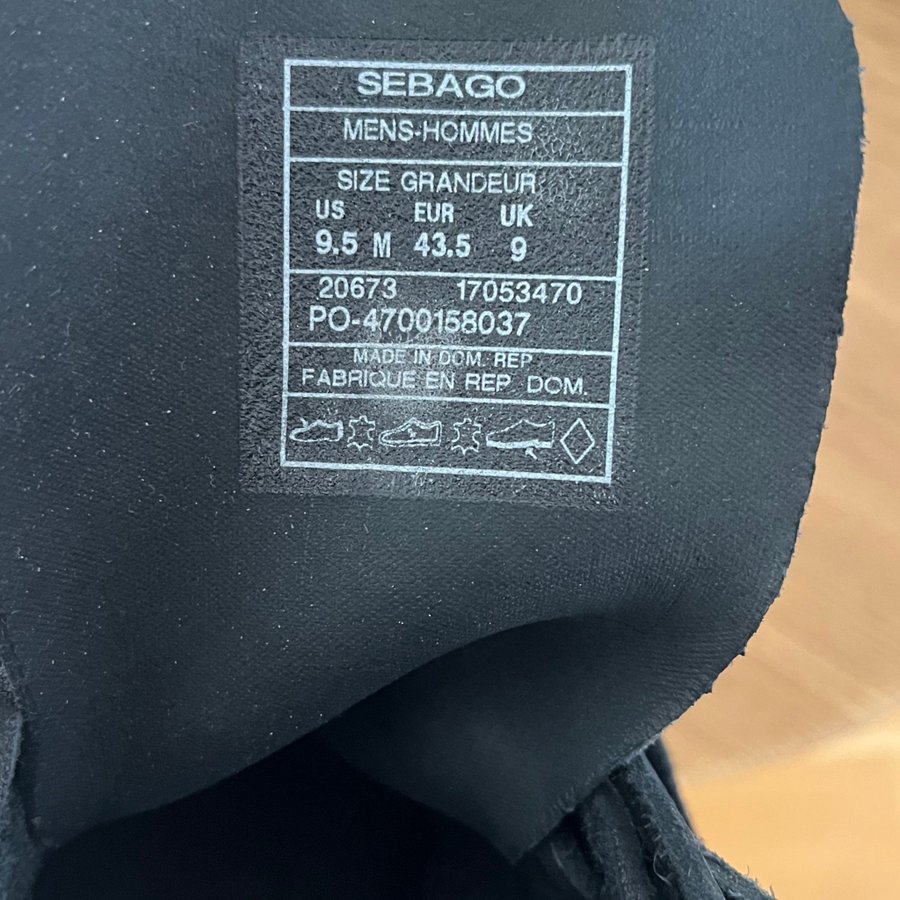 SEBAGO
MENS-HOMMES
SIZE GRANDEUR
US EUR UK
9.5 M 43.5 9
20673 17053470
PO-4700158037
MADE IN DOM. REP
FABRIQUE EN REP DOM.